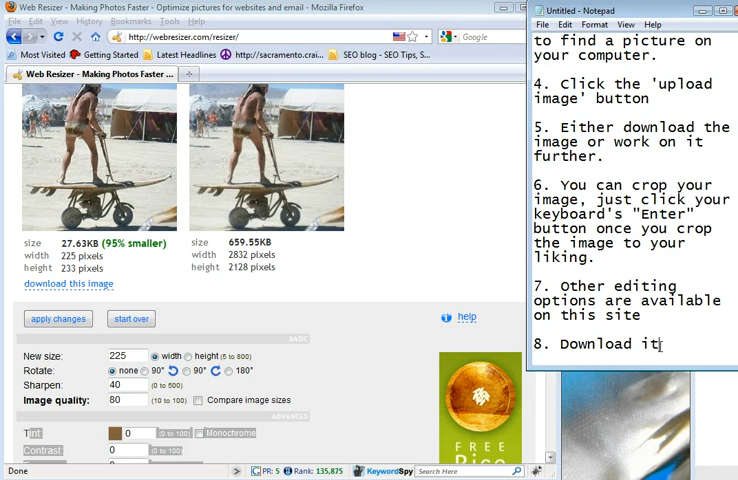 Web Resizer - Making Photos Faster - Optimize pictures for websites and email - Mozilla Firefox
File Edit View History Bookmarks Tools Help
http://webresizer.com/resizer/
Google
Most Visited
Getting Started
Latest Headlines
http://sacramento.crai...
SEO blog - SEO Tips, S...
Web Resizer - Making Photos Faster ...
size 27.63KB (95% smaller)
width 225 pixels
height 233 pixels
download this image
size 659.55KB
width 2832 pixels
height 2128 pixels
apply changes
start over
help
BASIC
New size: 225 width height (5 to 800)
Rotate: none 90° 90° 180°
Sharpen: 40 (0 to 500)
Image quality: 80 (10 to 100) Compare image sizes
ADVANCED
Tint 0 (0 to 100) Monochrome
Contrast: 0 (0 to 100)
FREE
Rice
Done
PR: 5
Rank: 135,875
KeywordSpy
Search Here
Untitled - Notepad
File Edit Format View Help
to find a picture on
your computer.
4. Click the 'upload
image' button
5. Either download the
image or work on it
further.
6. You can crop your
image, just click your
keyboard's "Enter"
button once you crop
the image to your
liking.
7. Other editing
options are available
on this site
8. Download it